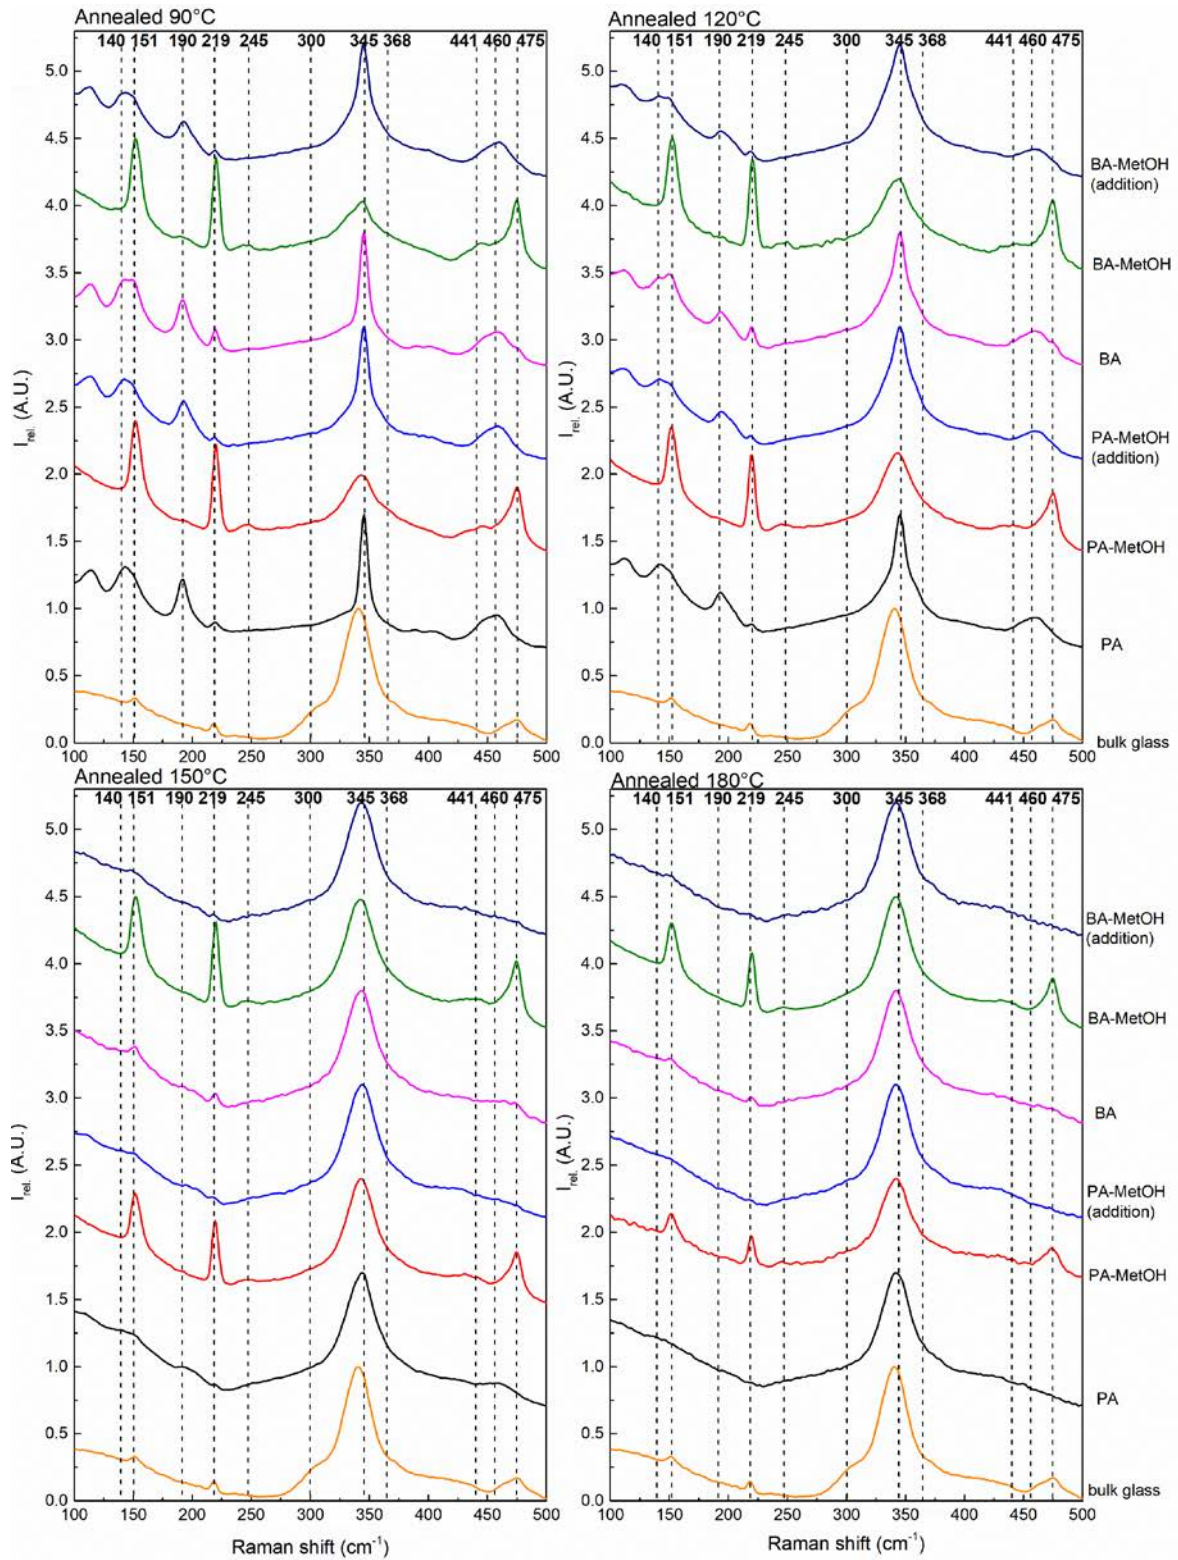 Annealed 90°C
140 151 190 219 245 300 345 368 441 460 475
5.0
4.5
4.0
3.5
3.0
2.5
2.0
1.5
1.0
0.5
0.0
I rel. (A.U.)
100 150 200 250 300 350 400 450 500
Annealed 120°C
140 151 190 219 245 300 345 368 441 460 475
5.0
4.5
4.0
3.5
3.0
2.5
2.0
1.5
1.0
0.5
0.0
I rel. (A.U.)
100 150 200 250 300 350 400 450 500
BA-MetOH
(addition)
BA-MetOH
BA
PA-MetOH
(addition)
PA-MetOH
PA
bulk glass
Annealed 150°C
140 151 190 219 245 300 345 368 441 460 475
5.0
4.5
4.0
3.5
3.0
2.5
2.0
1.5
1.0
0.5
0.0
I rel. (A.U.)
100 150 200 250 300 350 400 450 500
Raman shift (cm-1)
Annealed 180°C
140 151 190 219 245 300 345 368 441 460 475
5.0
4.5
4.0
3.5
3.0
2.5
2.0
1.5
1.0
0.5
0.0
I rel. (A.U.)
100 150 200 250 300 350 400 450 500
Raman shift (cm-1)
BA-MetOH
(addition)
BA-MetOH
BA
PA-MetOH
(addition)
PA-MetOH
PA
bulk glass